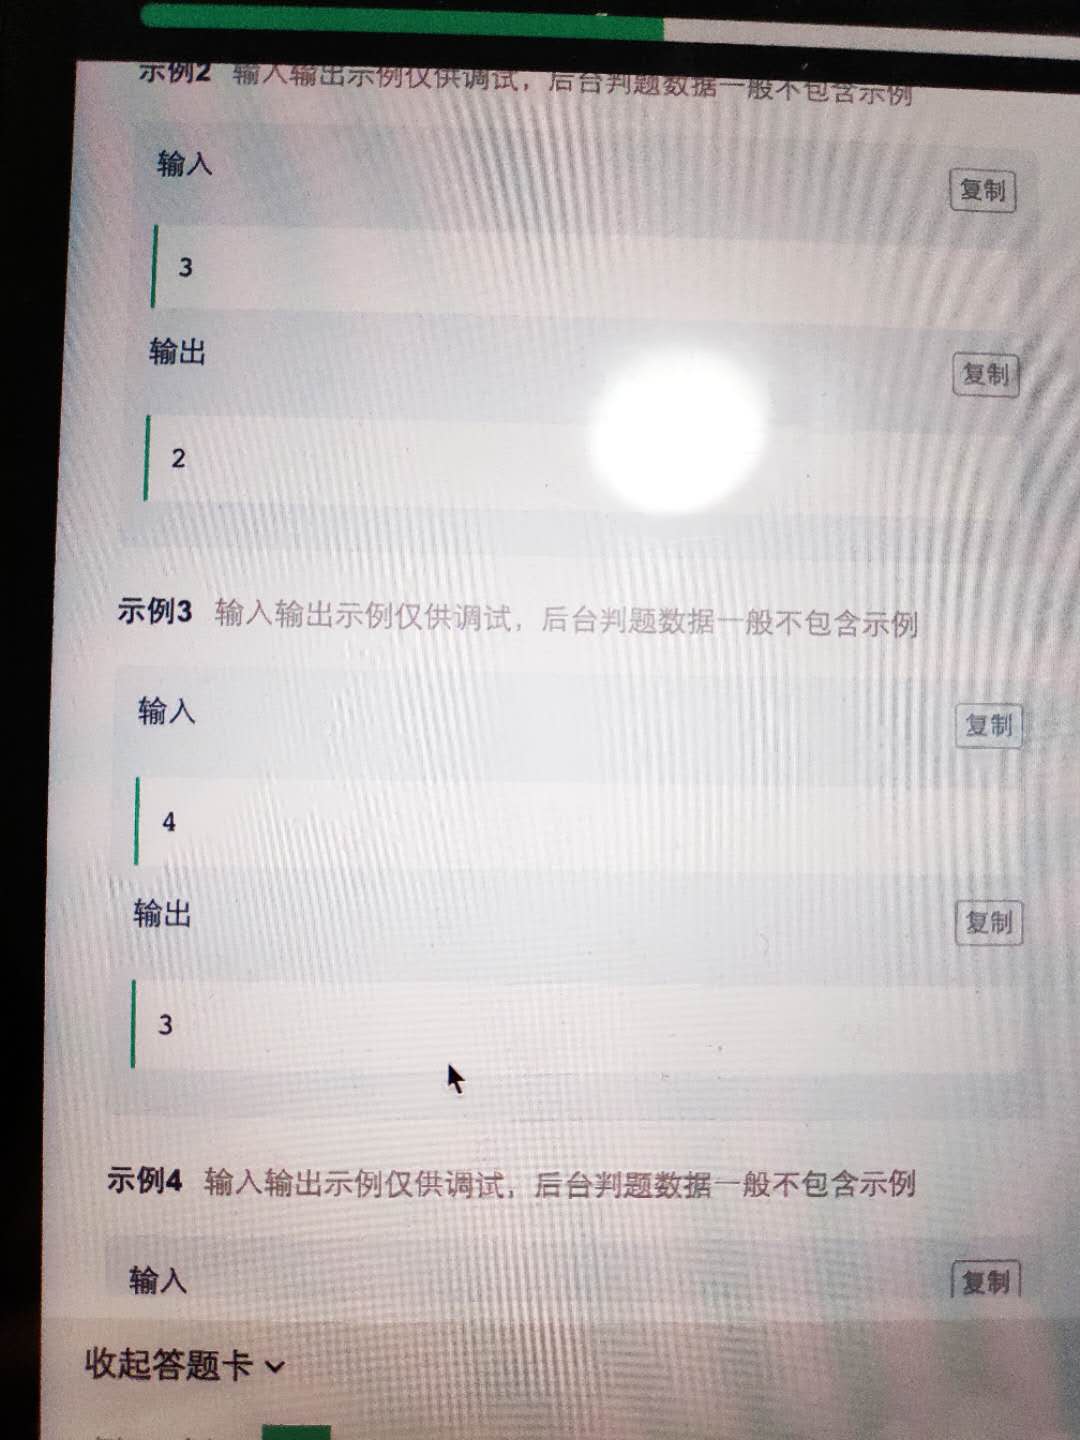 示例2 输入输出示例仅供调试，后台判题数据一般不包含示例
输入
复制
3
输出
复制
2
示例3 输入输出示例仅供调试，后台判题数据一般不包含示例
输入
复制
4
输出
复制
3
示例4 输入输出示例仅供调试，后台判题数据一般不包含示例
输入
复制
收起答题卡